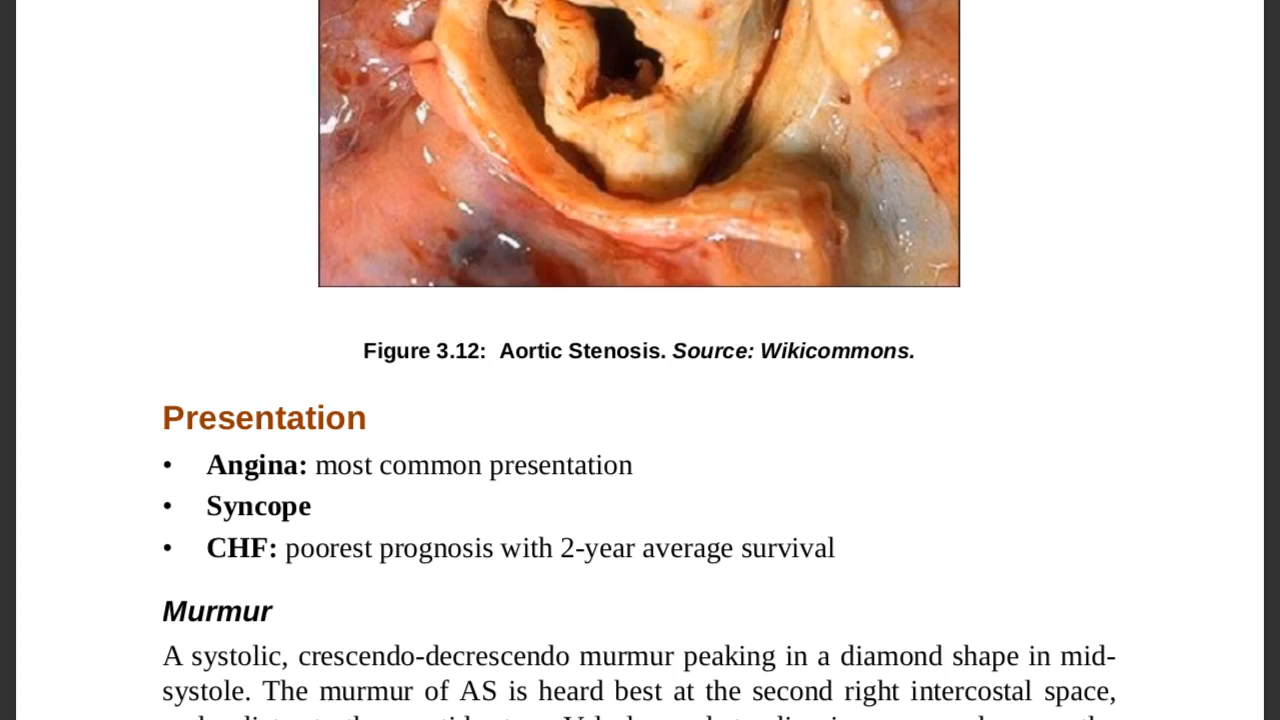 Figure 3.12: Aortic Stenosis. Source: Wikicommons.
Presentation
• Angina: most common presentation
• Syncope
• CHF: poorest prognosis with 2-year average survival
Murmur
A systolic, crescendo-decrescendo murmur peaking in a diamond shape in mid-
systole. The murmur of AS is heard best at the second right intercostal space,